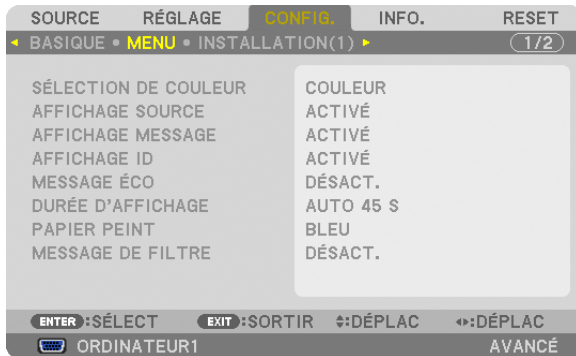 SOURCE RÉGLAGE CONFIG. INFO. RESET
BASIQUE • MENU • INSTALLATION(1) 1/2
SÉLECTION DE COULEUR COULEUR
AFFICHAGE SOURCE ACTIVÉ
AFFICHAGE MESSAGE ACTIVÉ
AFFICHAGE ID ACTIVÉ
MESSAGE ÉCO DÉSACT.
DURÉE D'AFFICHAGE AUTO 45 S
PAPIER PEINT BLEU
MESSAGE DE FILTRE DÉSACT.
ENTER :SÉLECT EXIT :SORTIR :DÉPLAC :DÉPLAC
ORDINATEUR1 AVANCÉ